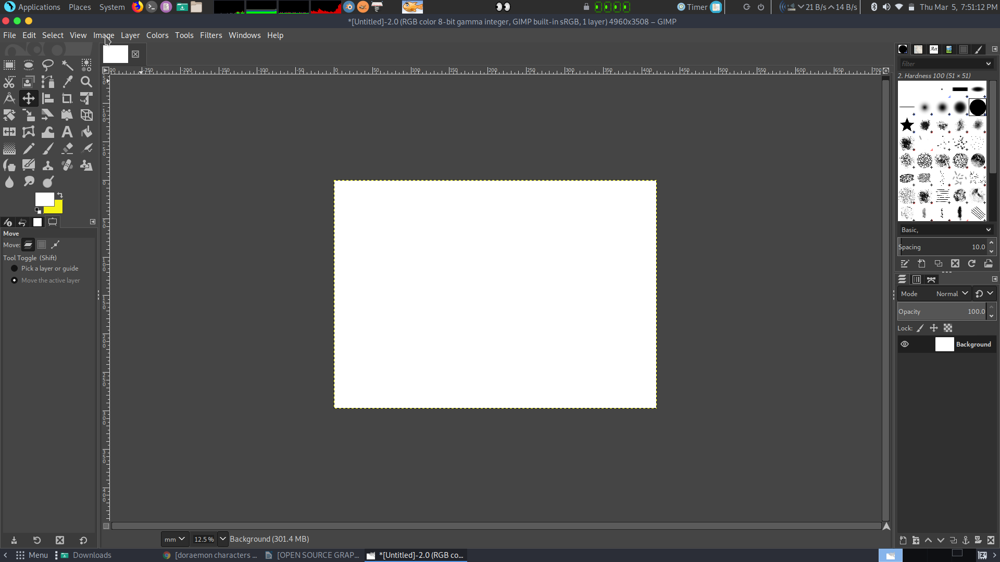 Applications Places System Timer 21 B/s 14 B/s Thu Mar 5, 7:51:12 PM
*[Untitled]-2.0 (RGB color 8-bit gamma integer, GIMP built-in sRGB, 1 layer) 4960x3508 – GIMP
File Edit Select View Image Layer Colors Tools Filters Windows Help
-250 -200 -150 -100 -50 0 50 100 150 200 250 300 350 400 450 500 550 600 650 700
filter
2. Hardness 100 (51 × 51)
Move
Move:
Tool Toggle (Shift)
Pick a layer or guide
Move the active layer
Basic,
Spacing 10.0
Mode Normal
Opacity 100.0
Lock:
Background
mm 12.5 % Background (301.4 MB)
Menu Downloads [doraemon characters ... [OPEN SOURCE GRAP... *[Untitled]-2.0 (RGB co...